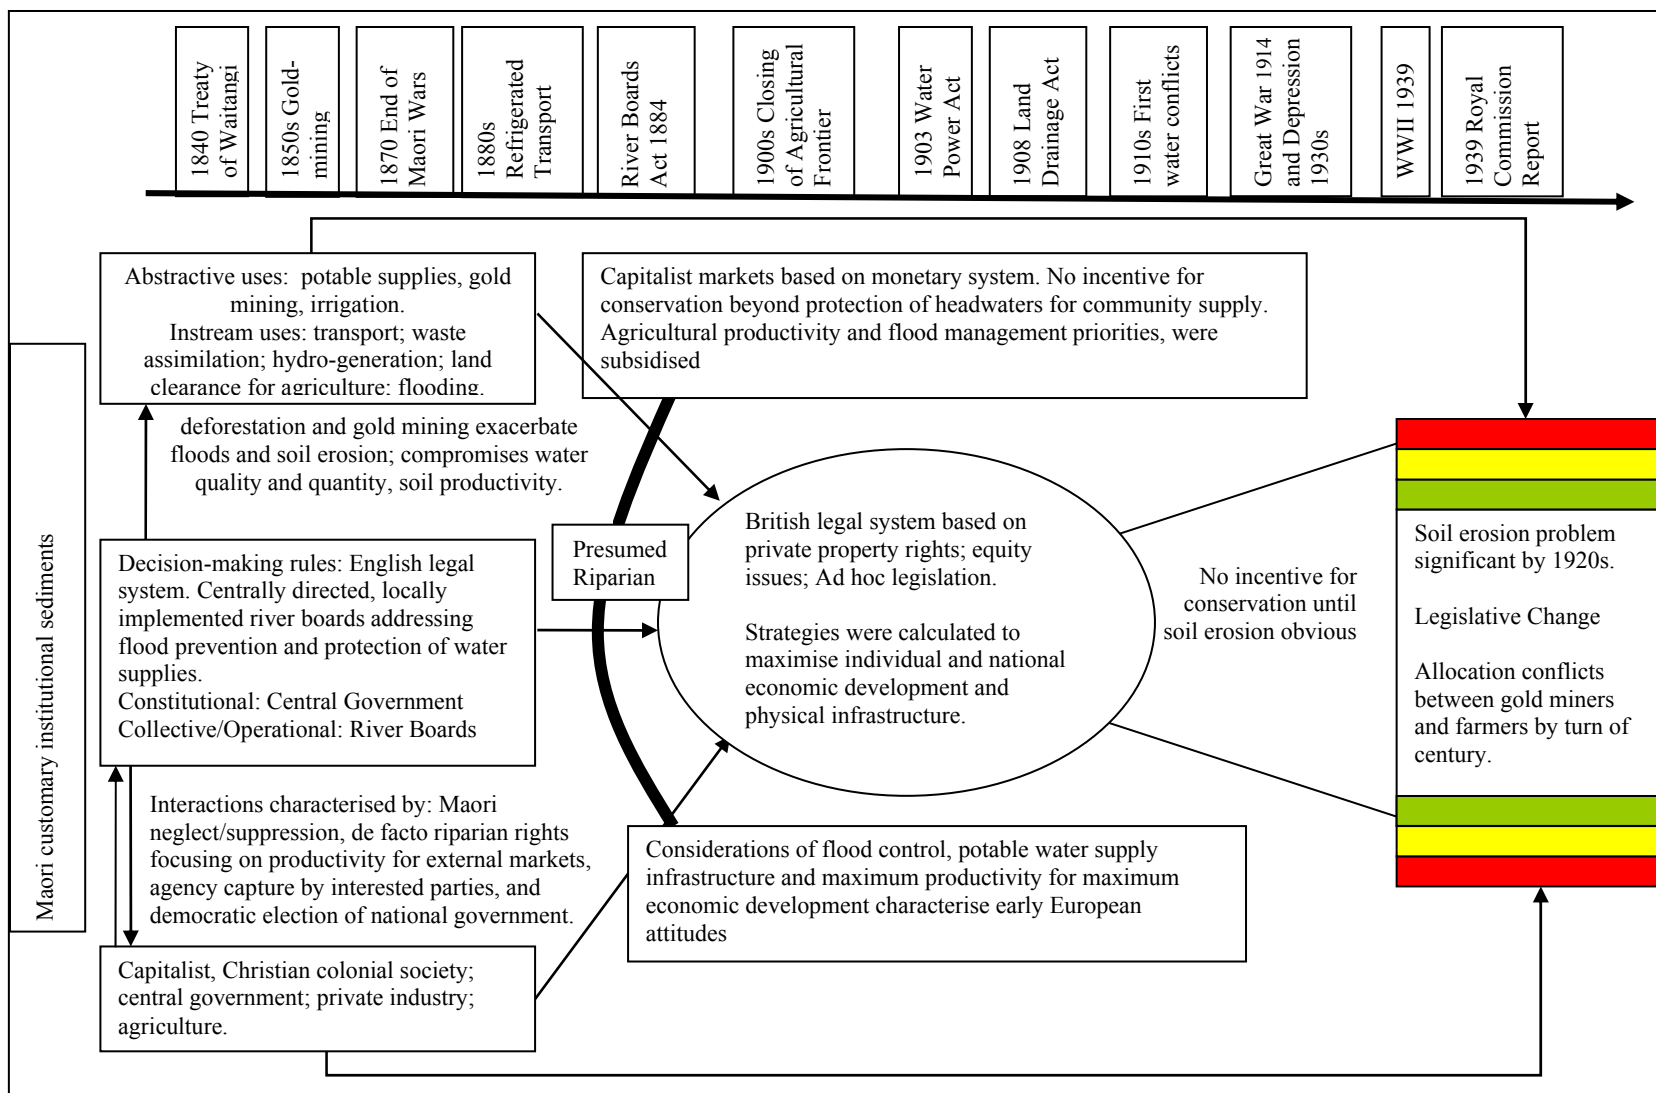 1840 Treaty
of Waitangi
1850s Gold-
mining
1870 End of
Maori Wars
1880s
Refrigerated
Transport
River Boards
Act 1884
1900s Closing
of Agricultural
Frontier
1903 Water
Power Act
1908 Land
Drainage Act
1910s First
water conflicts
Great War 1914
and Depression
1930s
WWII 1939
1939 Royal
Commission
Report
Maori customary institutional sediments
Abstractive uses:  potable supplies, gold
mining, irrigation.
Instream uses: transport; waste
assimilation; hydro-generation; land
clearance for agriculture; flooding.
deforestation and gold mining exacerbate
floods and soil erosion; compromises water
quality and quantity, soil productivity.
Decision-making rules: English legal
system. Centrally directed, locally
implemented river boards addressing
flood prevention and protection of water
supplies.
Constitutional: Central Government
Collective/Operational: River Boards
Interactions characterised by: Maori
neglect/suppression, de facto riparian rights
focusing on productivity for external markets,
agency capture by interested parties, and
democratic election of national government.
Capitalist, Christian colonial society;
central government; private industry;
agriculture.
Capitalist markets based on monetary system. No incentive for
conservation beyond protection of headwaters for community supply.
Agricultural productivity and flood management priorities, were
subsidised
Presumed
Riparian
British legal system based on
private property rights; equity
issues; Ad hoc legislation.
Strategies were calculated to
maximise individual and national
economic development and
physical infrastructure.
Considerations of flood control, potable water supply
infrastructure and maximum productivity for maximum
economic development characterise early European
attitudes
No incentive for
conservation until
soil erosion obvious
Soil erosion problem
significant by 1920s.
Legislative Change
Allocation conflicts
between gold miners
and farmers by turn of
century.